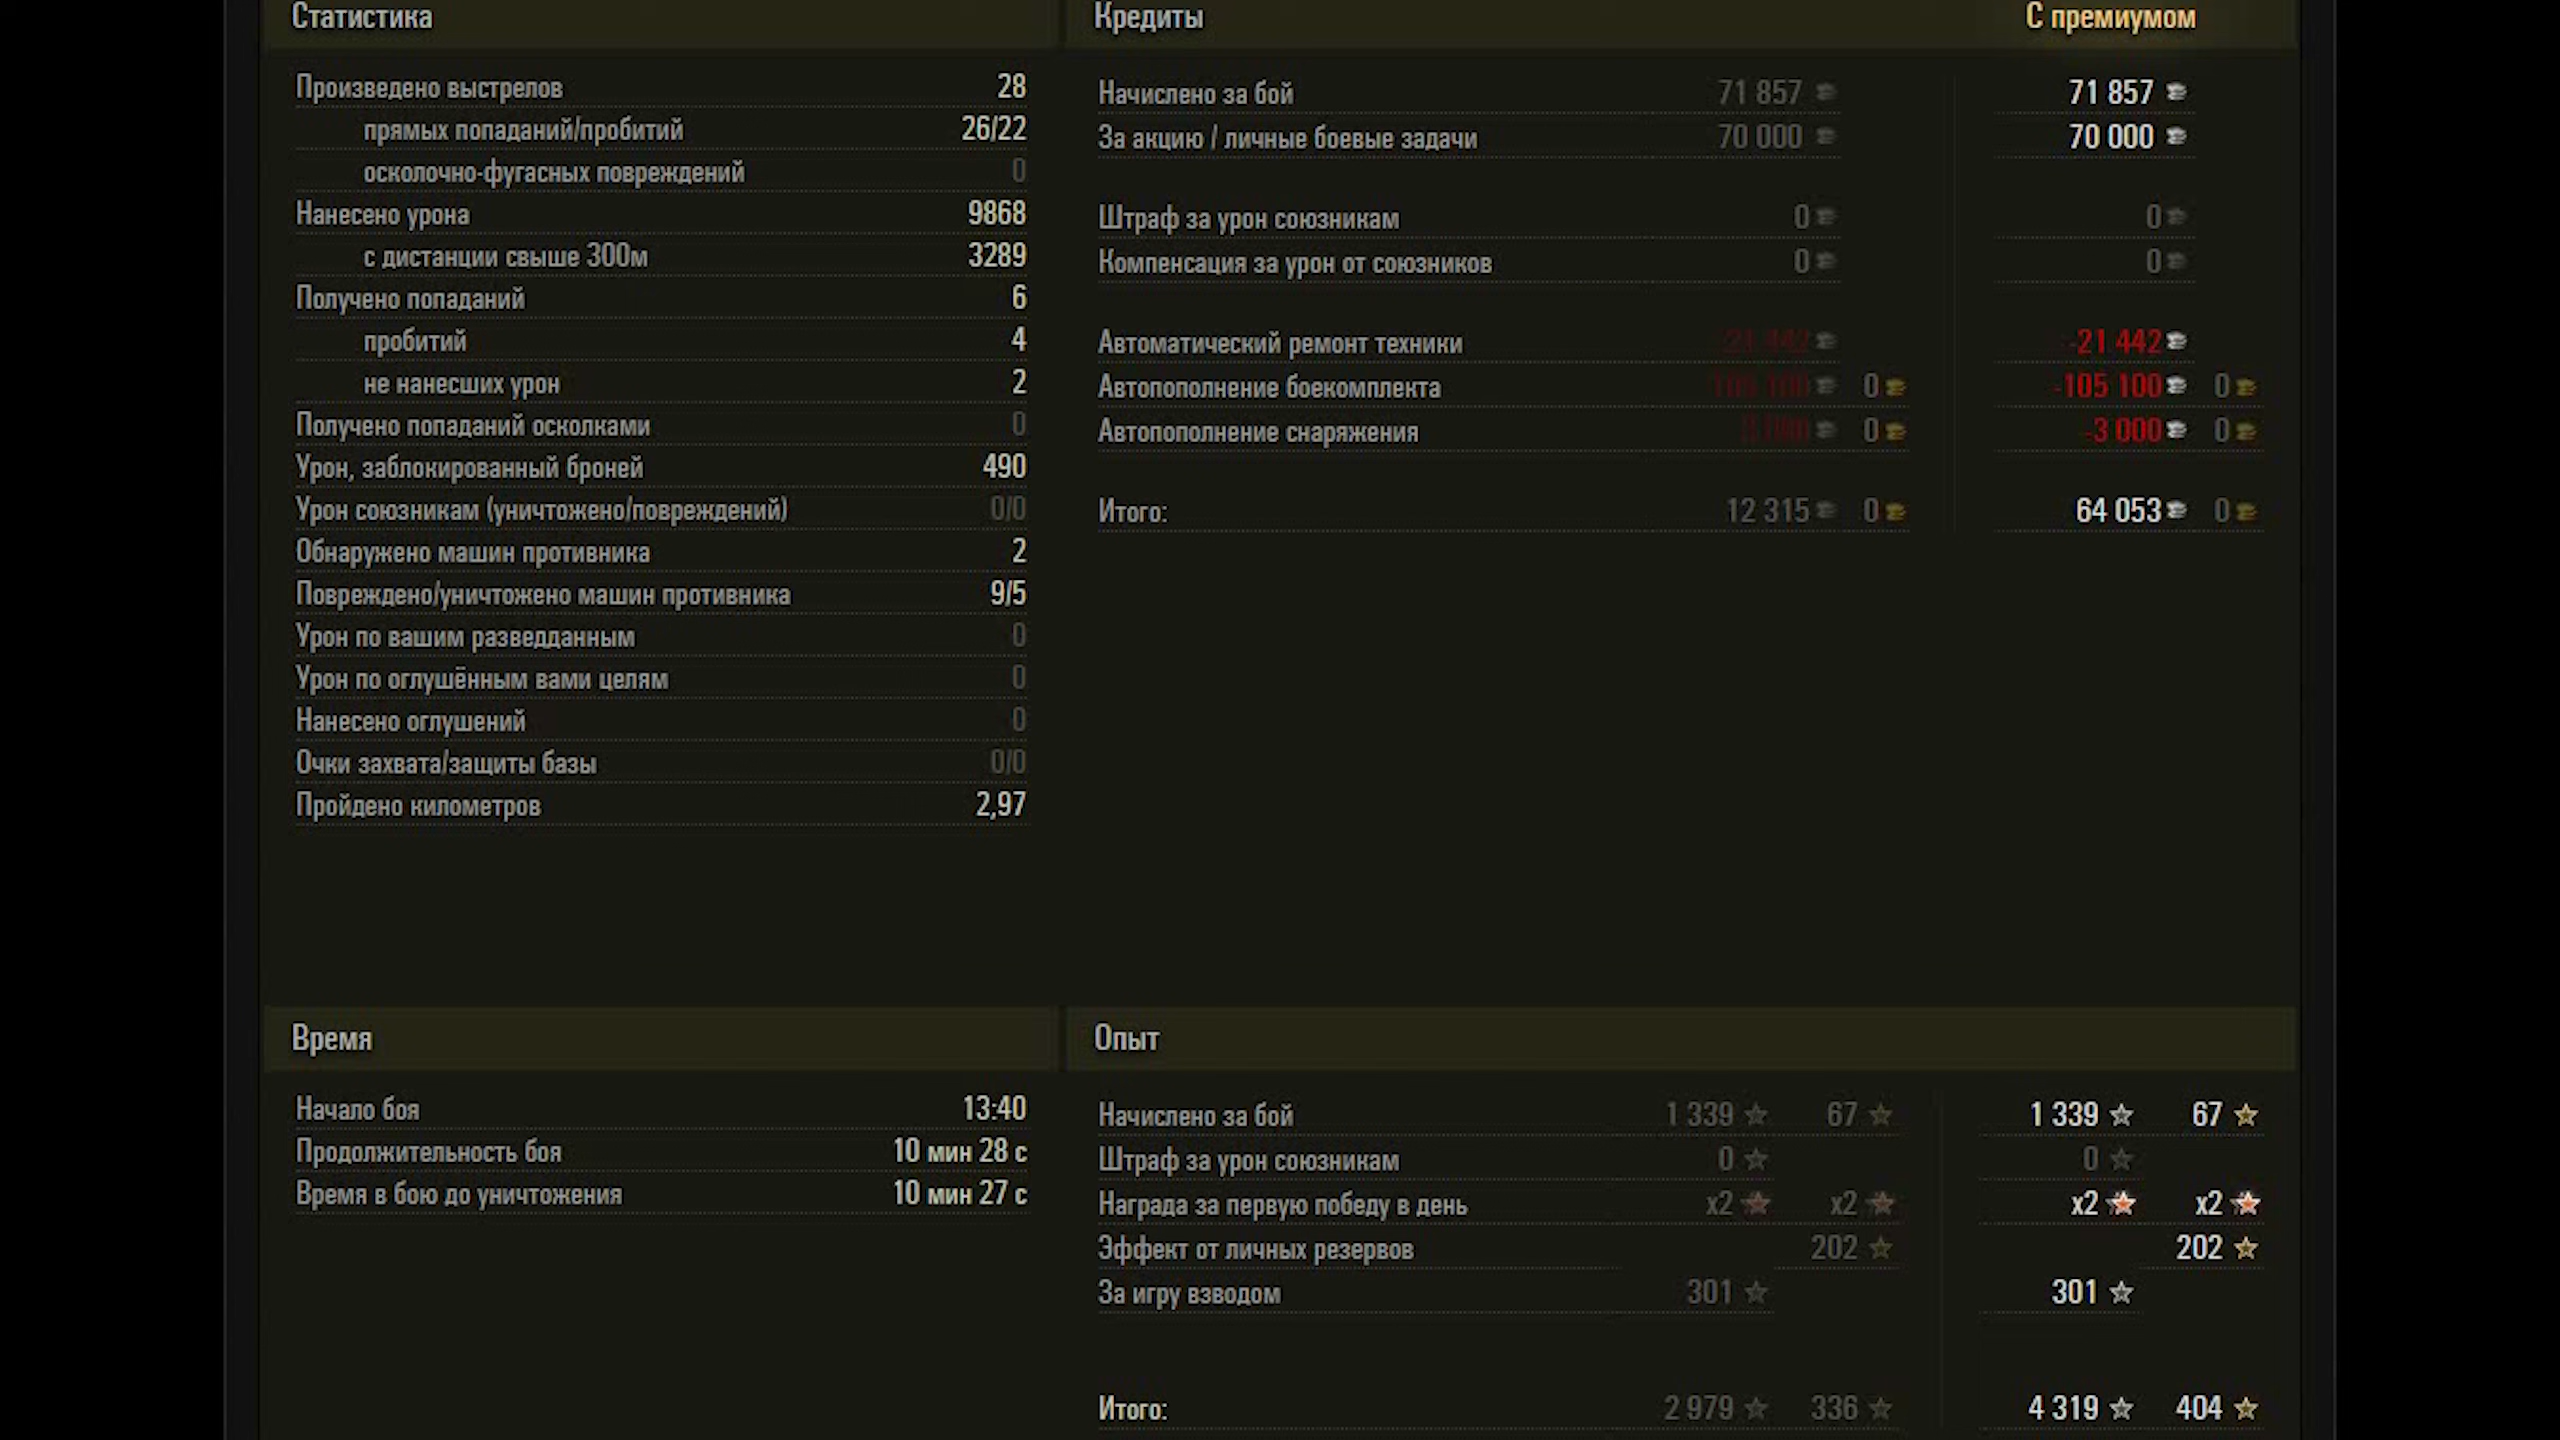 Статистика
Произведено выстрелов 28
прямых попаданий/пробитий 26/22
осколочно-фугасных повреждений 0
Нанесено урона 9868
с дистанции свыше 300м 3289
Получено попаданий 6
пробитий 4
не нанесших урон 2
Получено попаданий осколками 0
Урон, заблокированный броней 490
Урон союзникам (уничтожено/повреждений) 0/0
Обнаружено машин противника 2
Повреждено/уничтожено машин противника 9/5
Урон по вашим разведданным 0
Урон по оглушённым вами целям 0
Нанесено оглушений 0
Очки захвата/защиты базы 0/0
Пройдено километров 2,97
Кредиты С премиумом
Начислено за бой 71 857 71 857
За акцию / личные боевые задачи 70 000 70 000
Штраф за урон союзникам 0 0
Компенсация за урон от союзников 0 0
Автоматический ремонт техники -21 442 -21 442
Автопополнение боекомплекта 0 -105 100 0
Автопополнение снаряжения 0 -3 000 0
Итого: 12 315 0 64 053 0
Время
Начало боя 13:40
Продолжительность боя 10 мин 28 с
Время в бою до уничтожения 10 мин 27 с
Опыт
Начислено за бой 1 339 67 1 339 67
Штраф за урон союзникам 0 0
Награда за первую победу в день x2 x2 x2 x2
Эффект от личных резервов 202 202
За игру взводом 301 301
Итого: 2 979 336 4 319 404